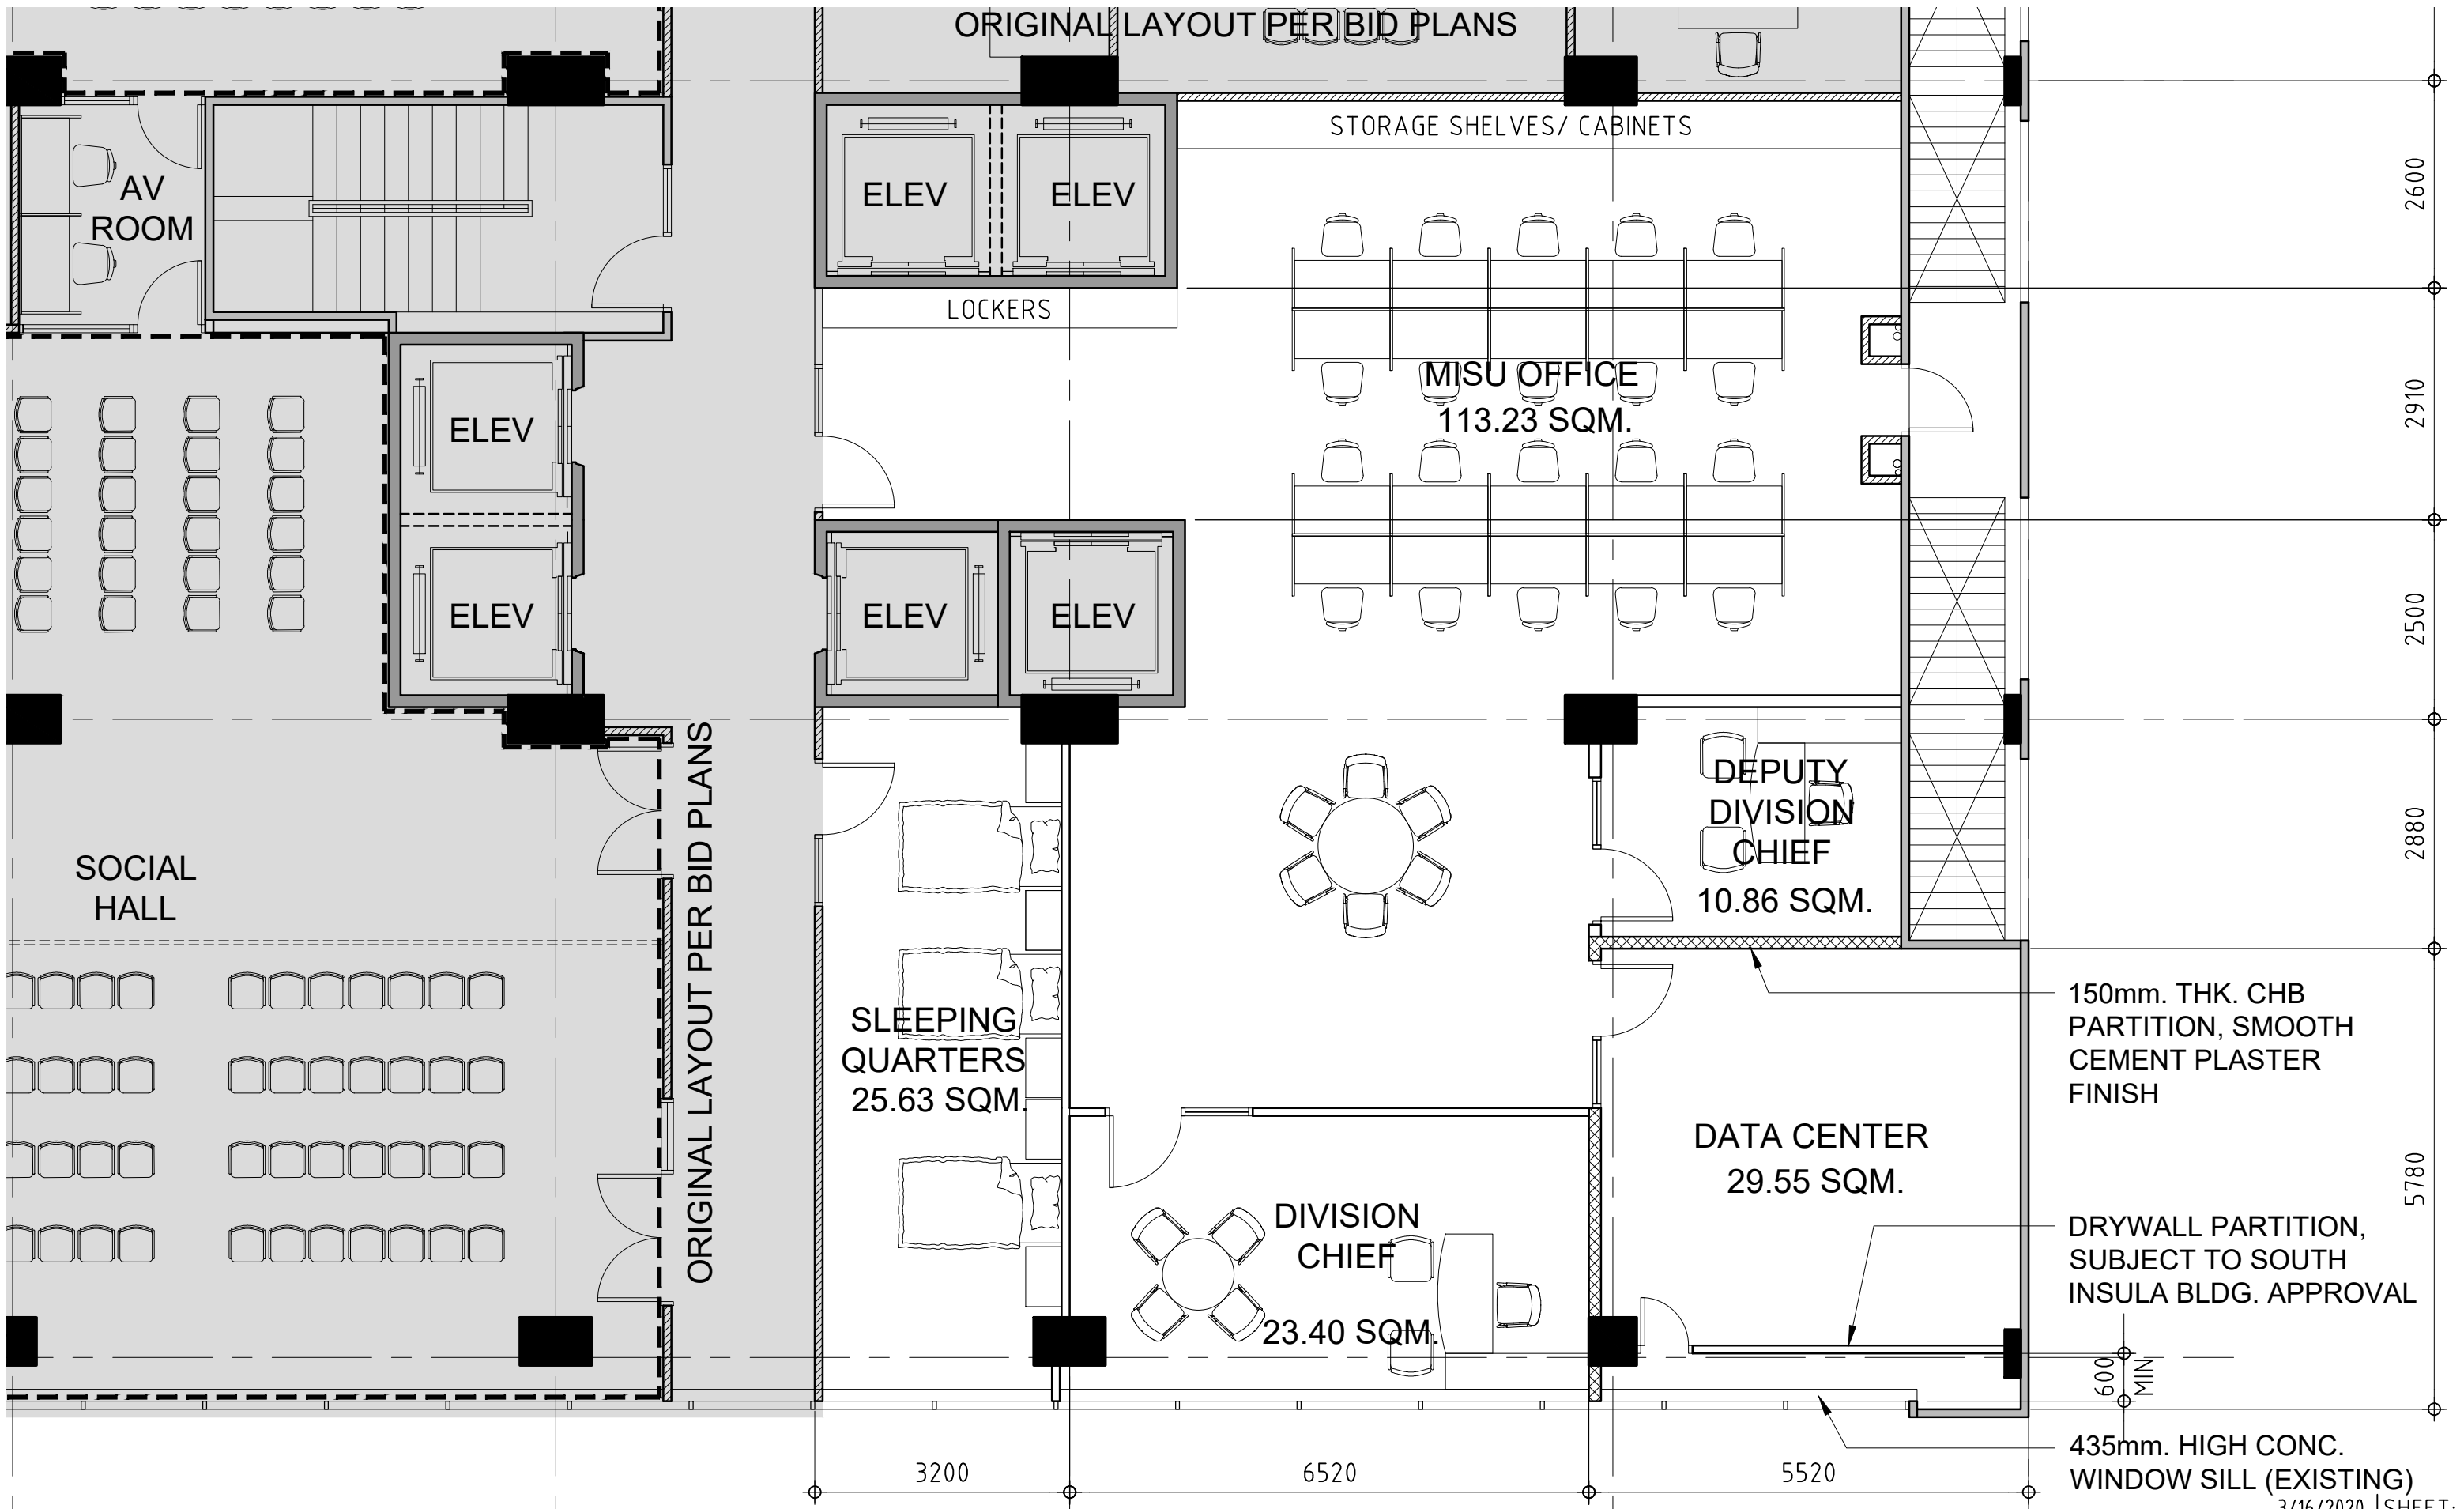 ORIGINAL LAYOUT PER BID PLANS
STORAGE SHELVES/ CABINETS
AV
ROOM
ELEV
ELEV
LOCKERS
2600
MISU OFFICE
113.23 SQM.
2910
ELEV
ELEV
ELEV
ELEV
2500
ORIGINAL LAYOUT PER BID PLANS
SOCIAL
HALL
DEPUTY
DIVISION
CHIEF
10.86 SQM.
2880
SLEEPING
QUARTERS
25.63 SQM.
150mm. THK. CHB
PARTITION, SMOOTH
CEMENT PLASTER
FINISH
DATA CENTER
29.55 SQM.
5780
DIVISION
CHIEF
23.40 SQM.
DRYWALL PARTITION,
SUBJECT TO SOUTH
INSULA BLDG. APPROVAL
600
MIN
435mm. HIGH CONC.
WINDOW SILL (EXISTING)
3200
6520
5520
3/16/2020 | SHEET: